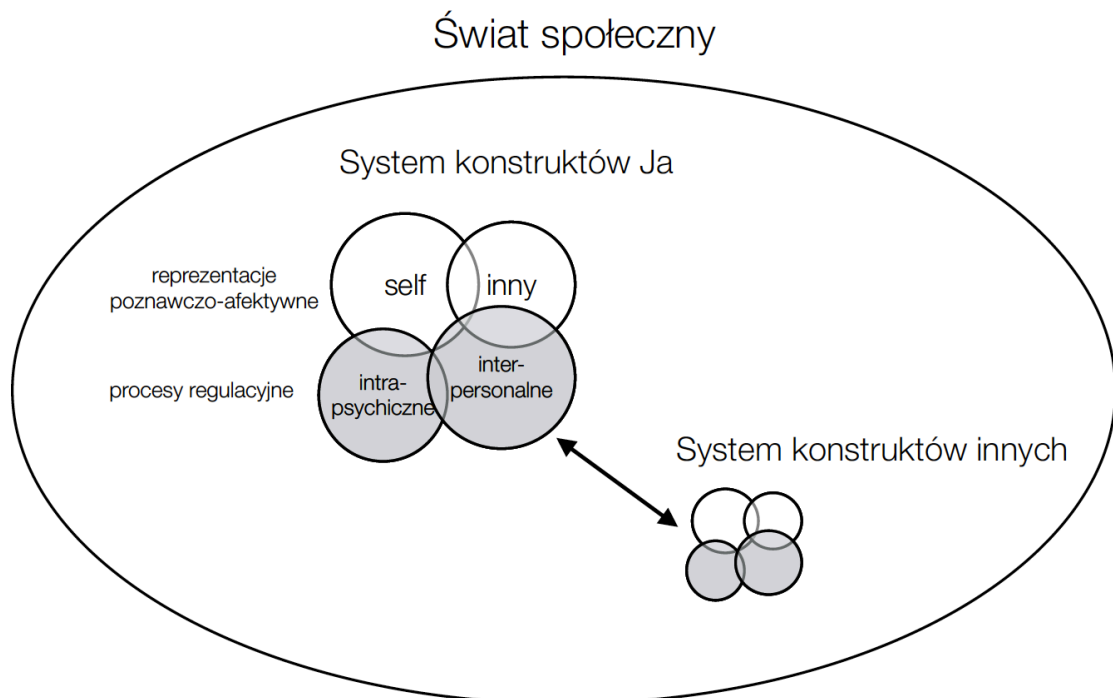 Świat społeczny
System konstruktów Ja
reprezentacje
poznawczo-afektywne
self
inny
procesy regulacyjne
intra-
psychiczne
inter-
personalne
System konstruktów innych